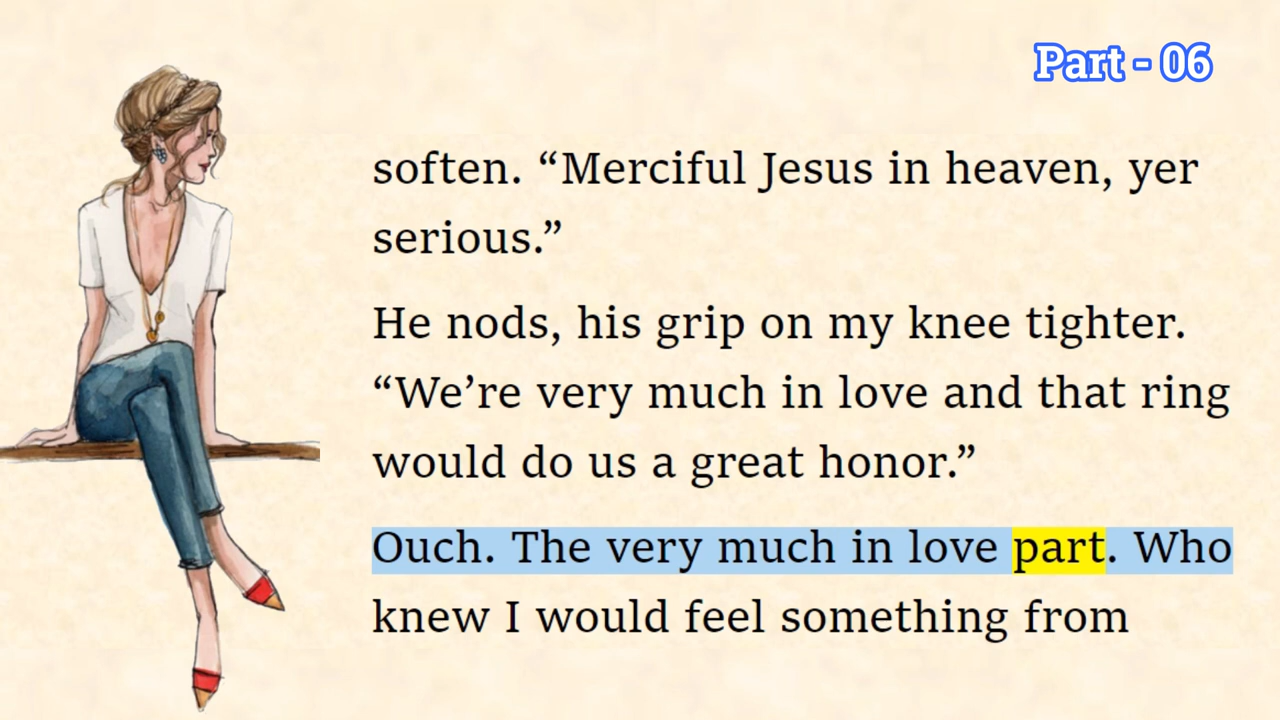 Part - 06
soften. “Merciful Jesus in heaven, yer
serious.”
He nods, his grip on my knee tighter.
“We’re very much in love and that ring
would do us a great honor.”
Ouch. The very much in love part. Who
knew I would feel something from